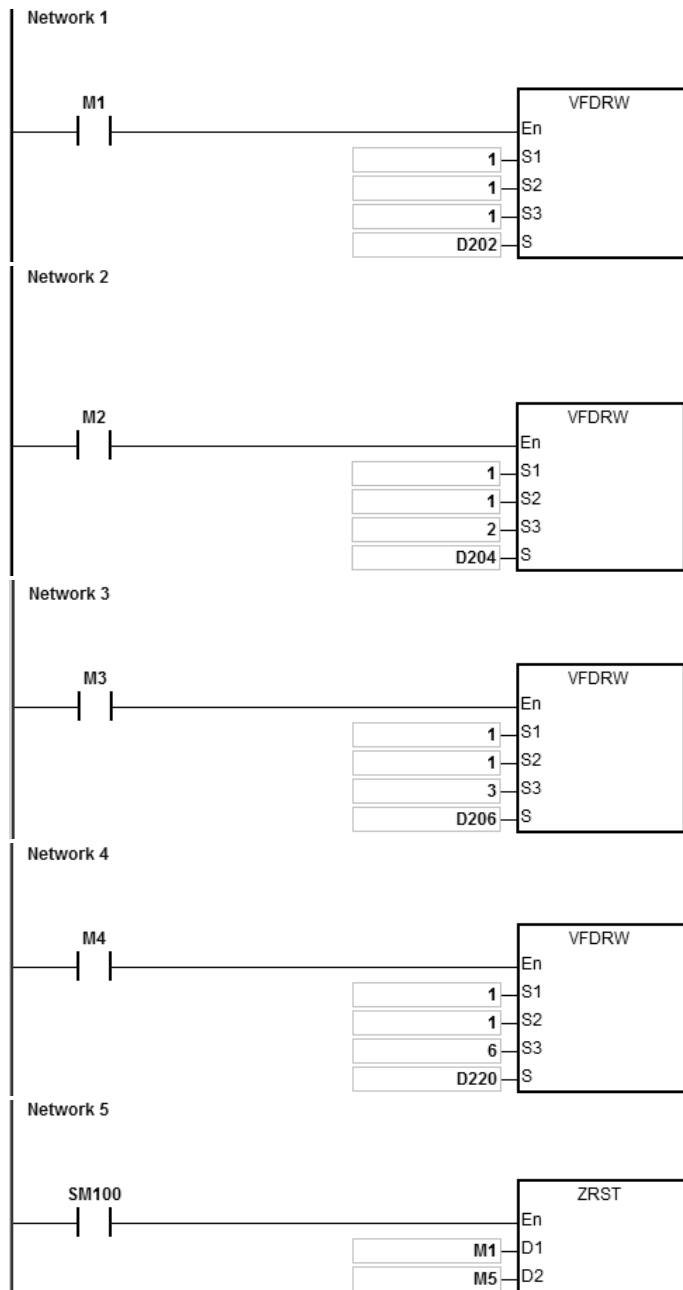 Network 1
M1
VFDRW
En
1 S1
1 S2
1 S3
D202 S
Network 2
M2
VFDRW
En
1 S1
1 S2
2 S3
D204 S
Network 3
M3
VFDRW
En
1 S1
1 S2
3 S3
D206 S
Network 4
M4
VFDRW
En
1 S1
1 S2
6 S3
D220 S
Network 5
SM100
ZRST
En
M1 D1
M5 D2